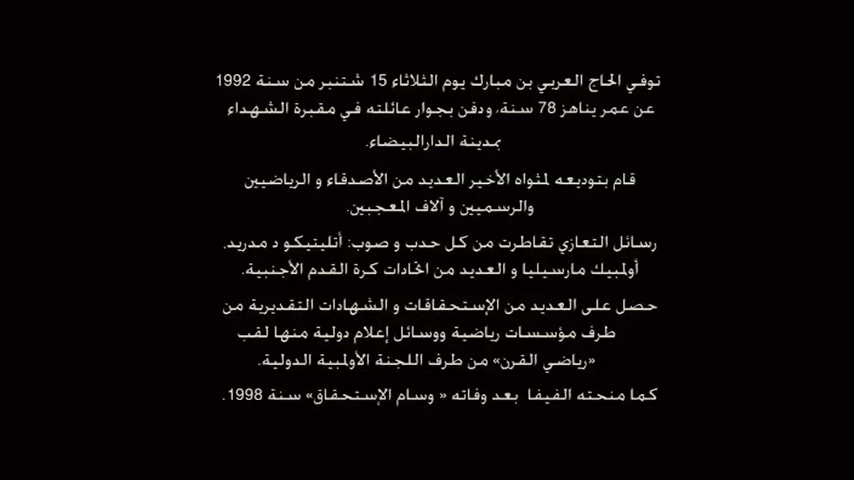 توفي الحاج العربي بن مبارك يوم الثلاثاء 15 شتنبر من سنة 1992
عن عمر يناهز 78 سنة، ودفن بجوار عائلته في مقبرة الشهداء
بمدينة الدارالبيضاء.
قام بتوديعه لمثواه الأخير العديد من الأصدقاء و الرياضيين
والرسميين و آلاف المعجبين.
رسائل التعازي تقاطرت من كل حدب و صوب: أتليتيكو د مدريد،
أولمبيك مارسيليا و العديد من اتحادات كرة القدم الأجنبية.
حصل على العديد من الإستحقاقات و الشهادات التقديرية من
طرف مؤسسات رياضية ووسائل إعلام دولية منها لقب
«رياضي القرن» من طرف اللجنة الأولمبية الدولية.
كما منحته الفيفا بعد وفاته « وسام الإستحقاق» سنة 1998.